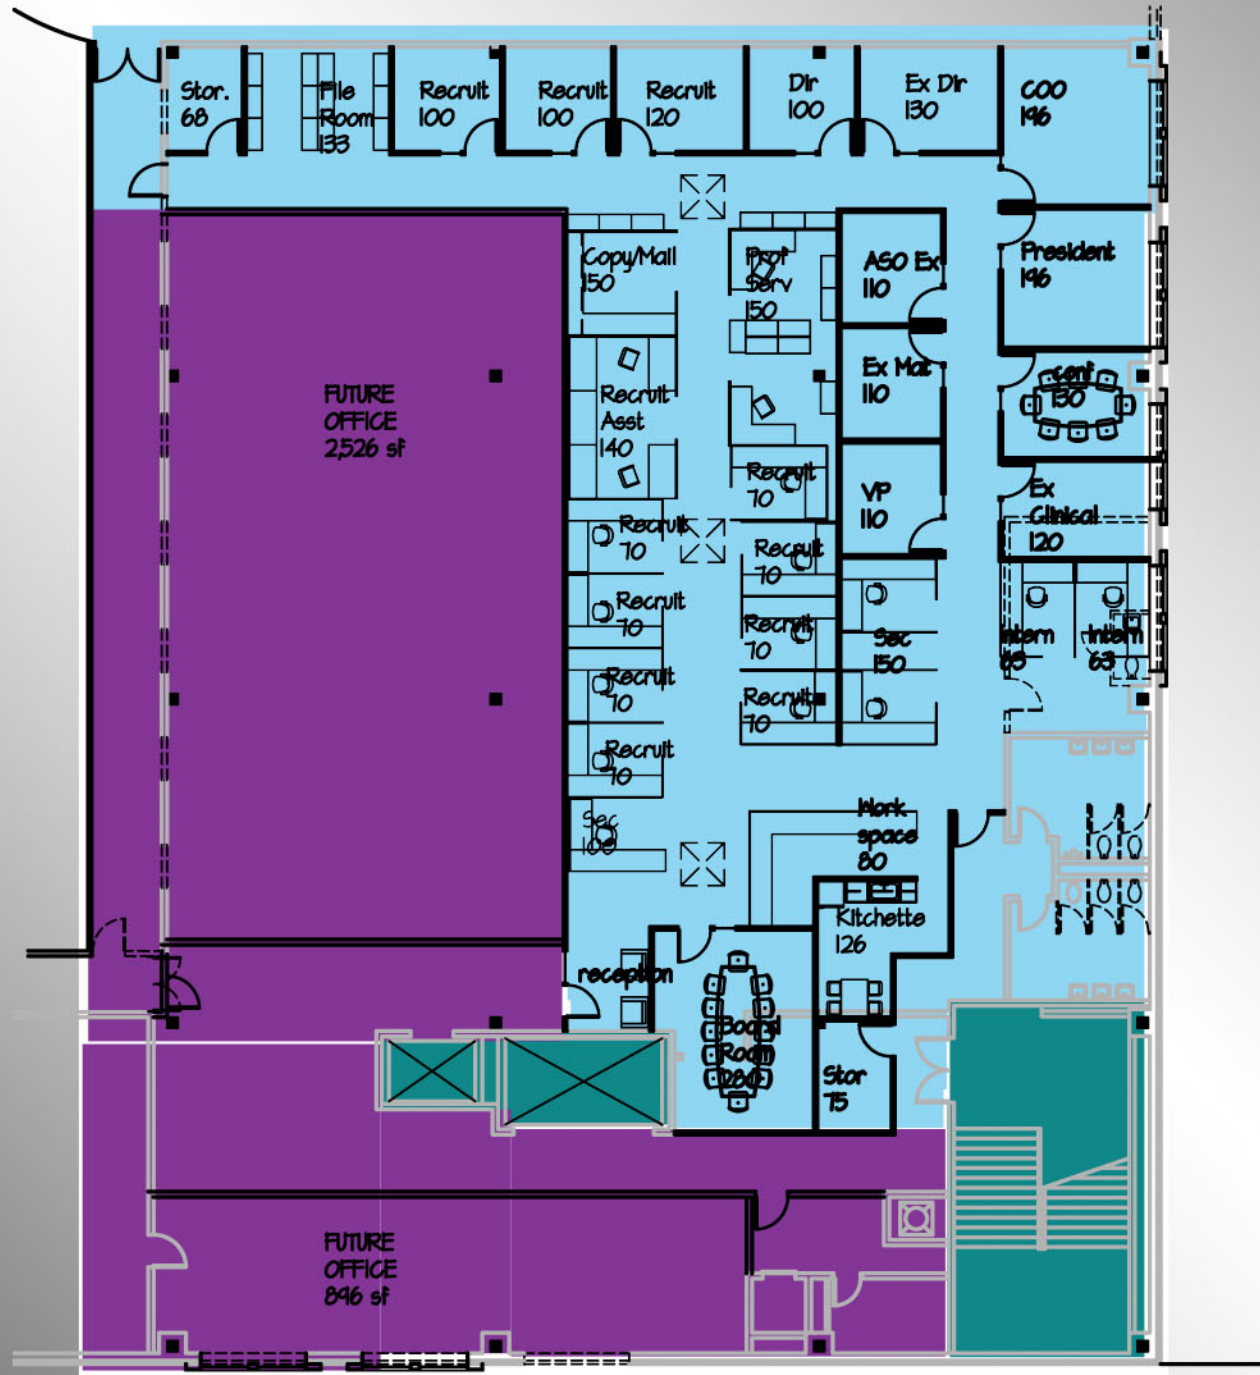 Stor.
68
File
Room
133
Recruit
100
Recruit
100
Recruit
120
Dir
100
Ex Dir
130
COO
196
Copy/Mail
150
Prof
Serv
150
ASO Ex
110
President
196
FUTURE
OFFICE
2,526 sf
Recruit
Asst
140
Ex Mat
110
conf
130
Recruit
70
VP
110
Ex
Clinical
120
Recruit
70
Recruit
70
Recruit
70
Recruit
70
Sec
150
Intern
Intern
63
Recruit
70
Recruit
70
Recruit
70
Sec
Work
space
80
Kitchette
126
reception
Board
Room
280
Stor
75
FUTURE
OFFICE
896 sf